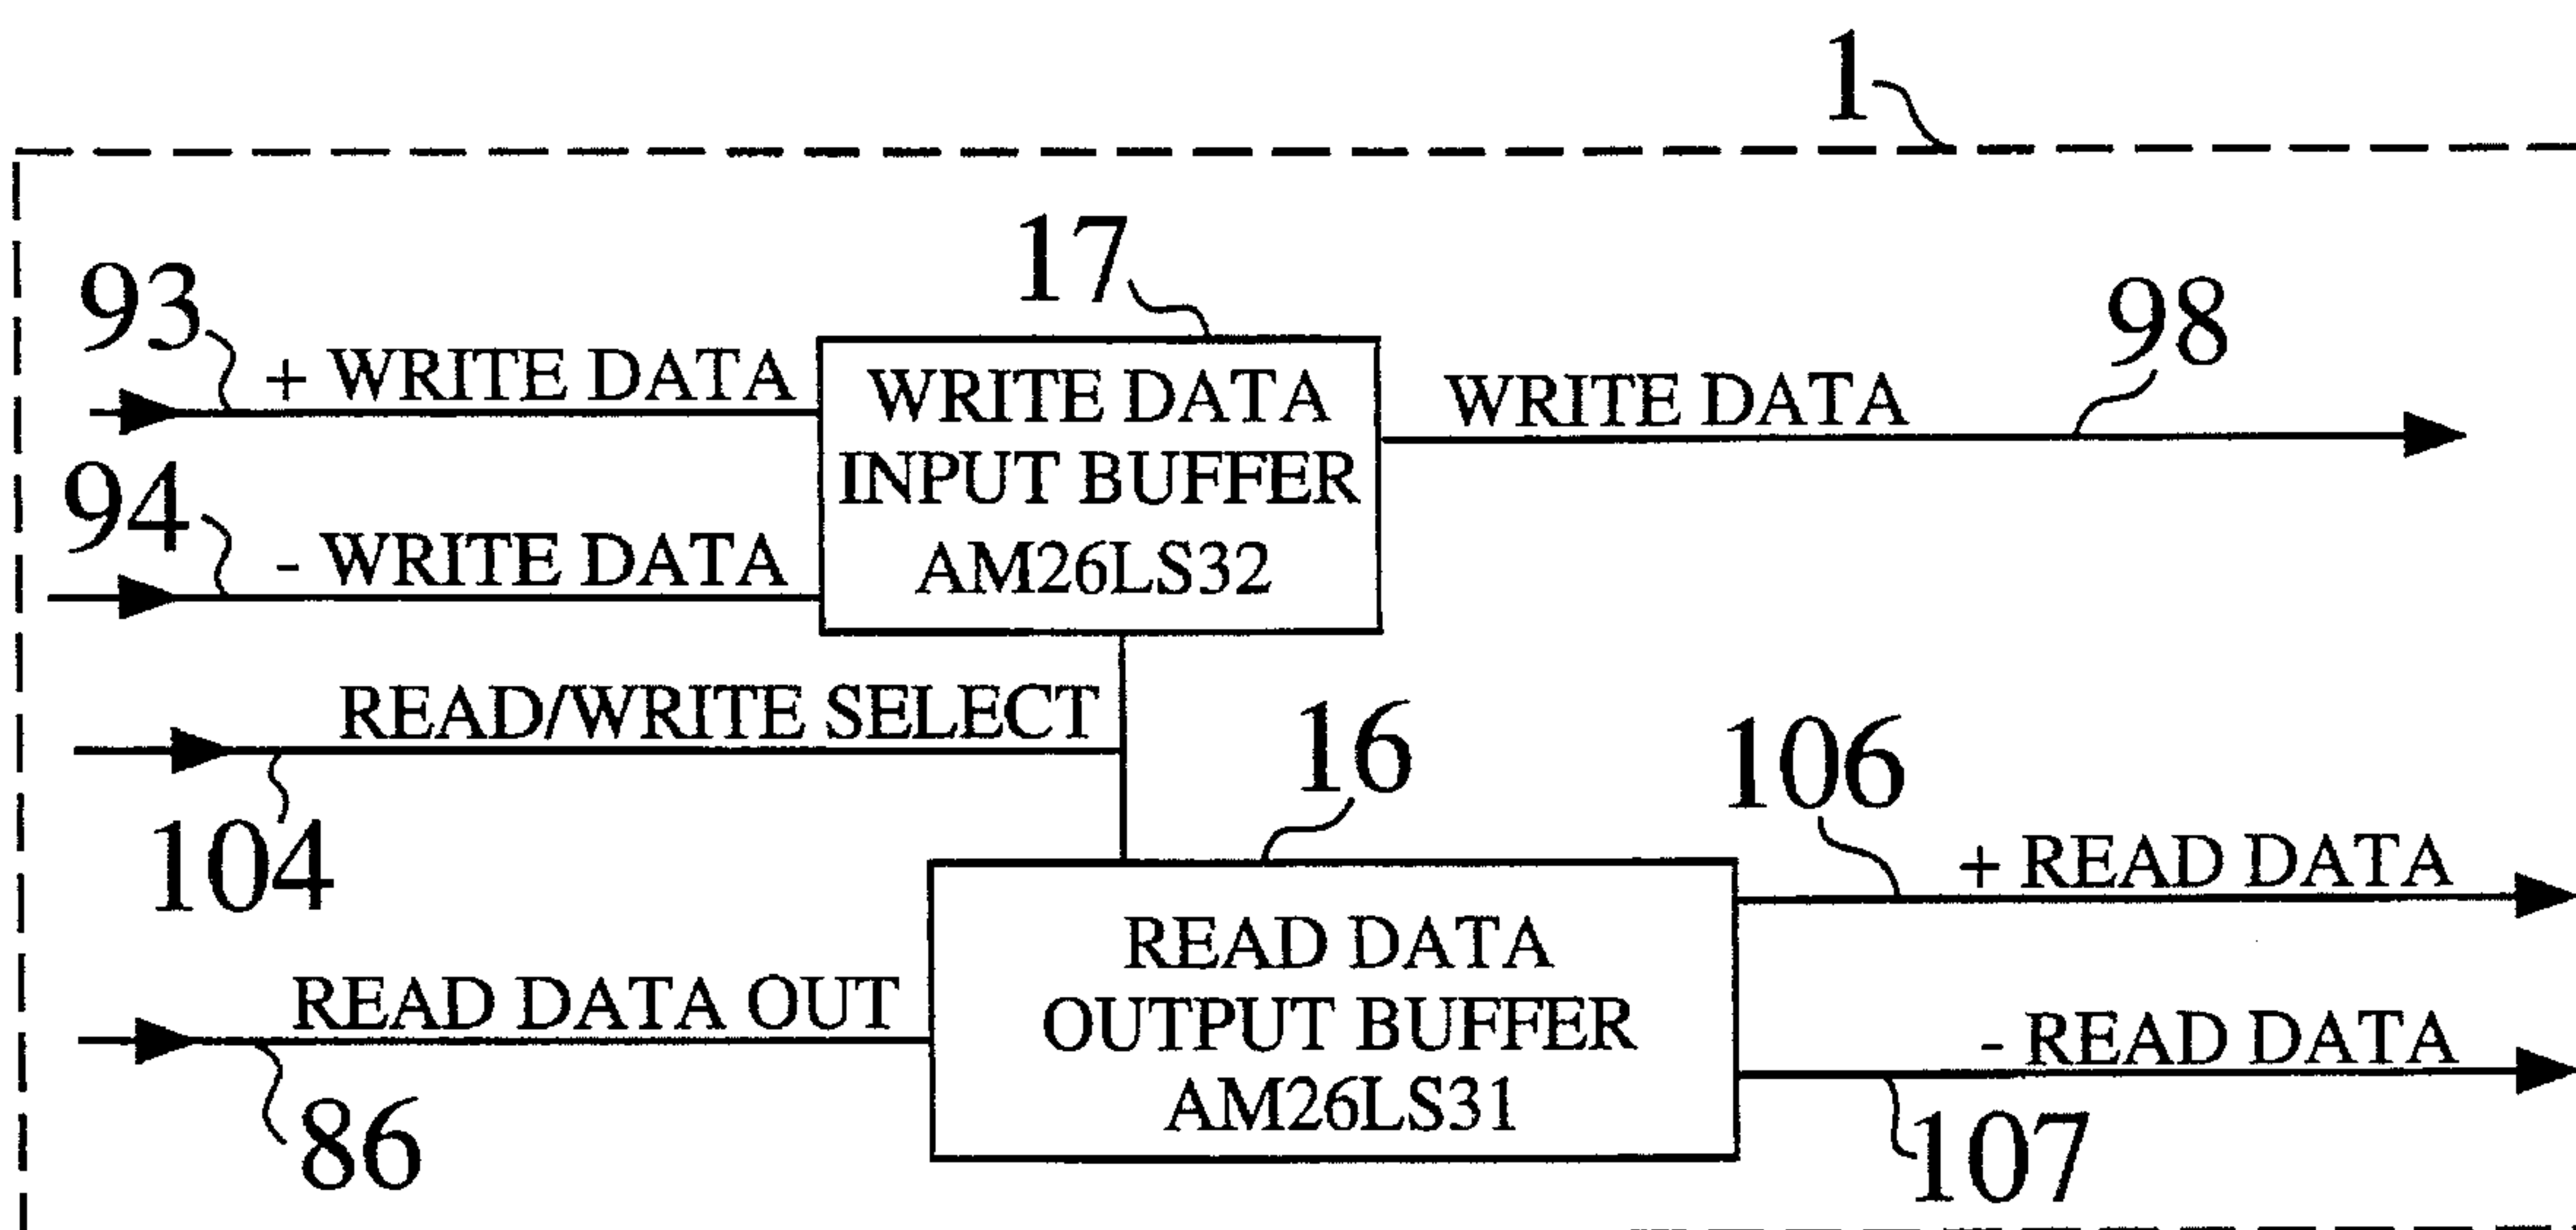 1
17
93
+ WRITE DATA
94
- WRITE DATA
WRITE DATA
INPUT BUFFER
AM26LS32
WRITE DATA
98
READ/WRITE SELECT
104
16
READ DATA OUT
86
READ DATA
OUTPUT BUFFER
AM26LS31
106
+ READ DATA
- READ DATA
107